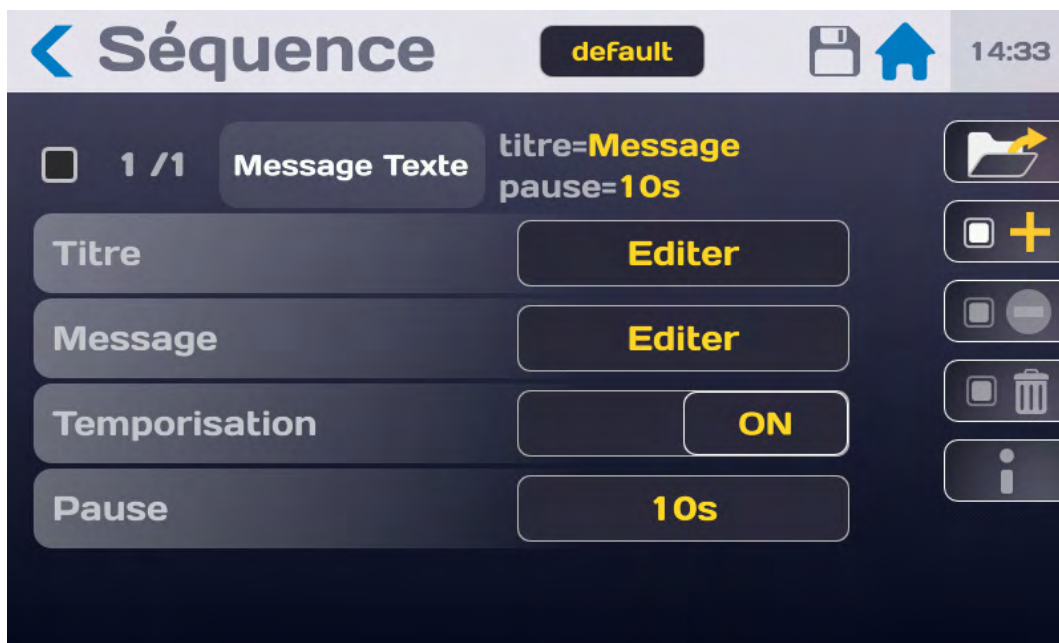 Séquence default 14:33
1 /1 Message Texte titre=Message
pause=10s
Titre Editer
Message Editer
Temporisation ON
Pause 10s